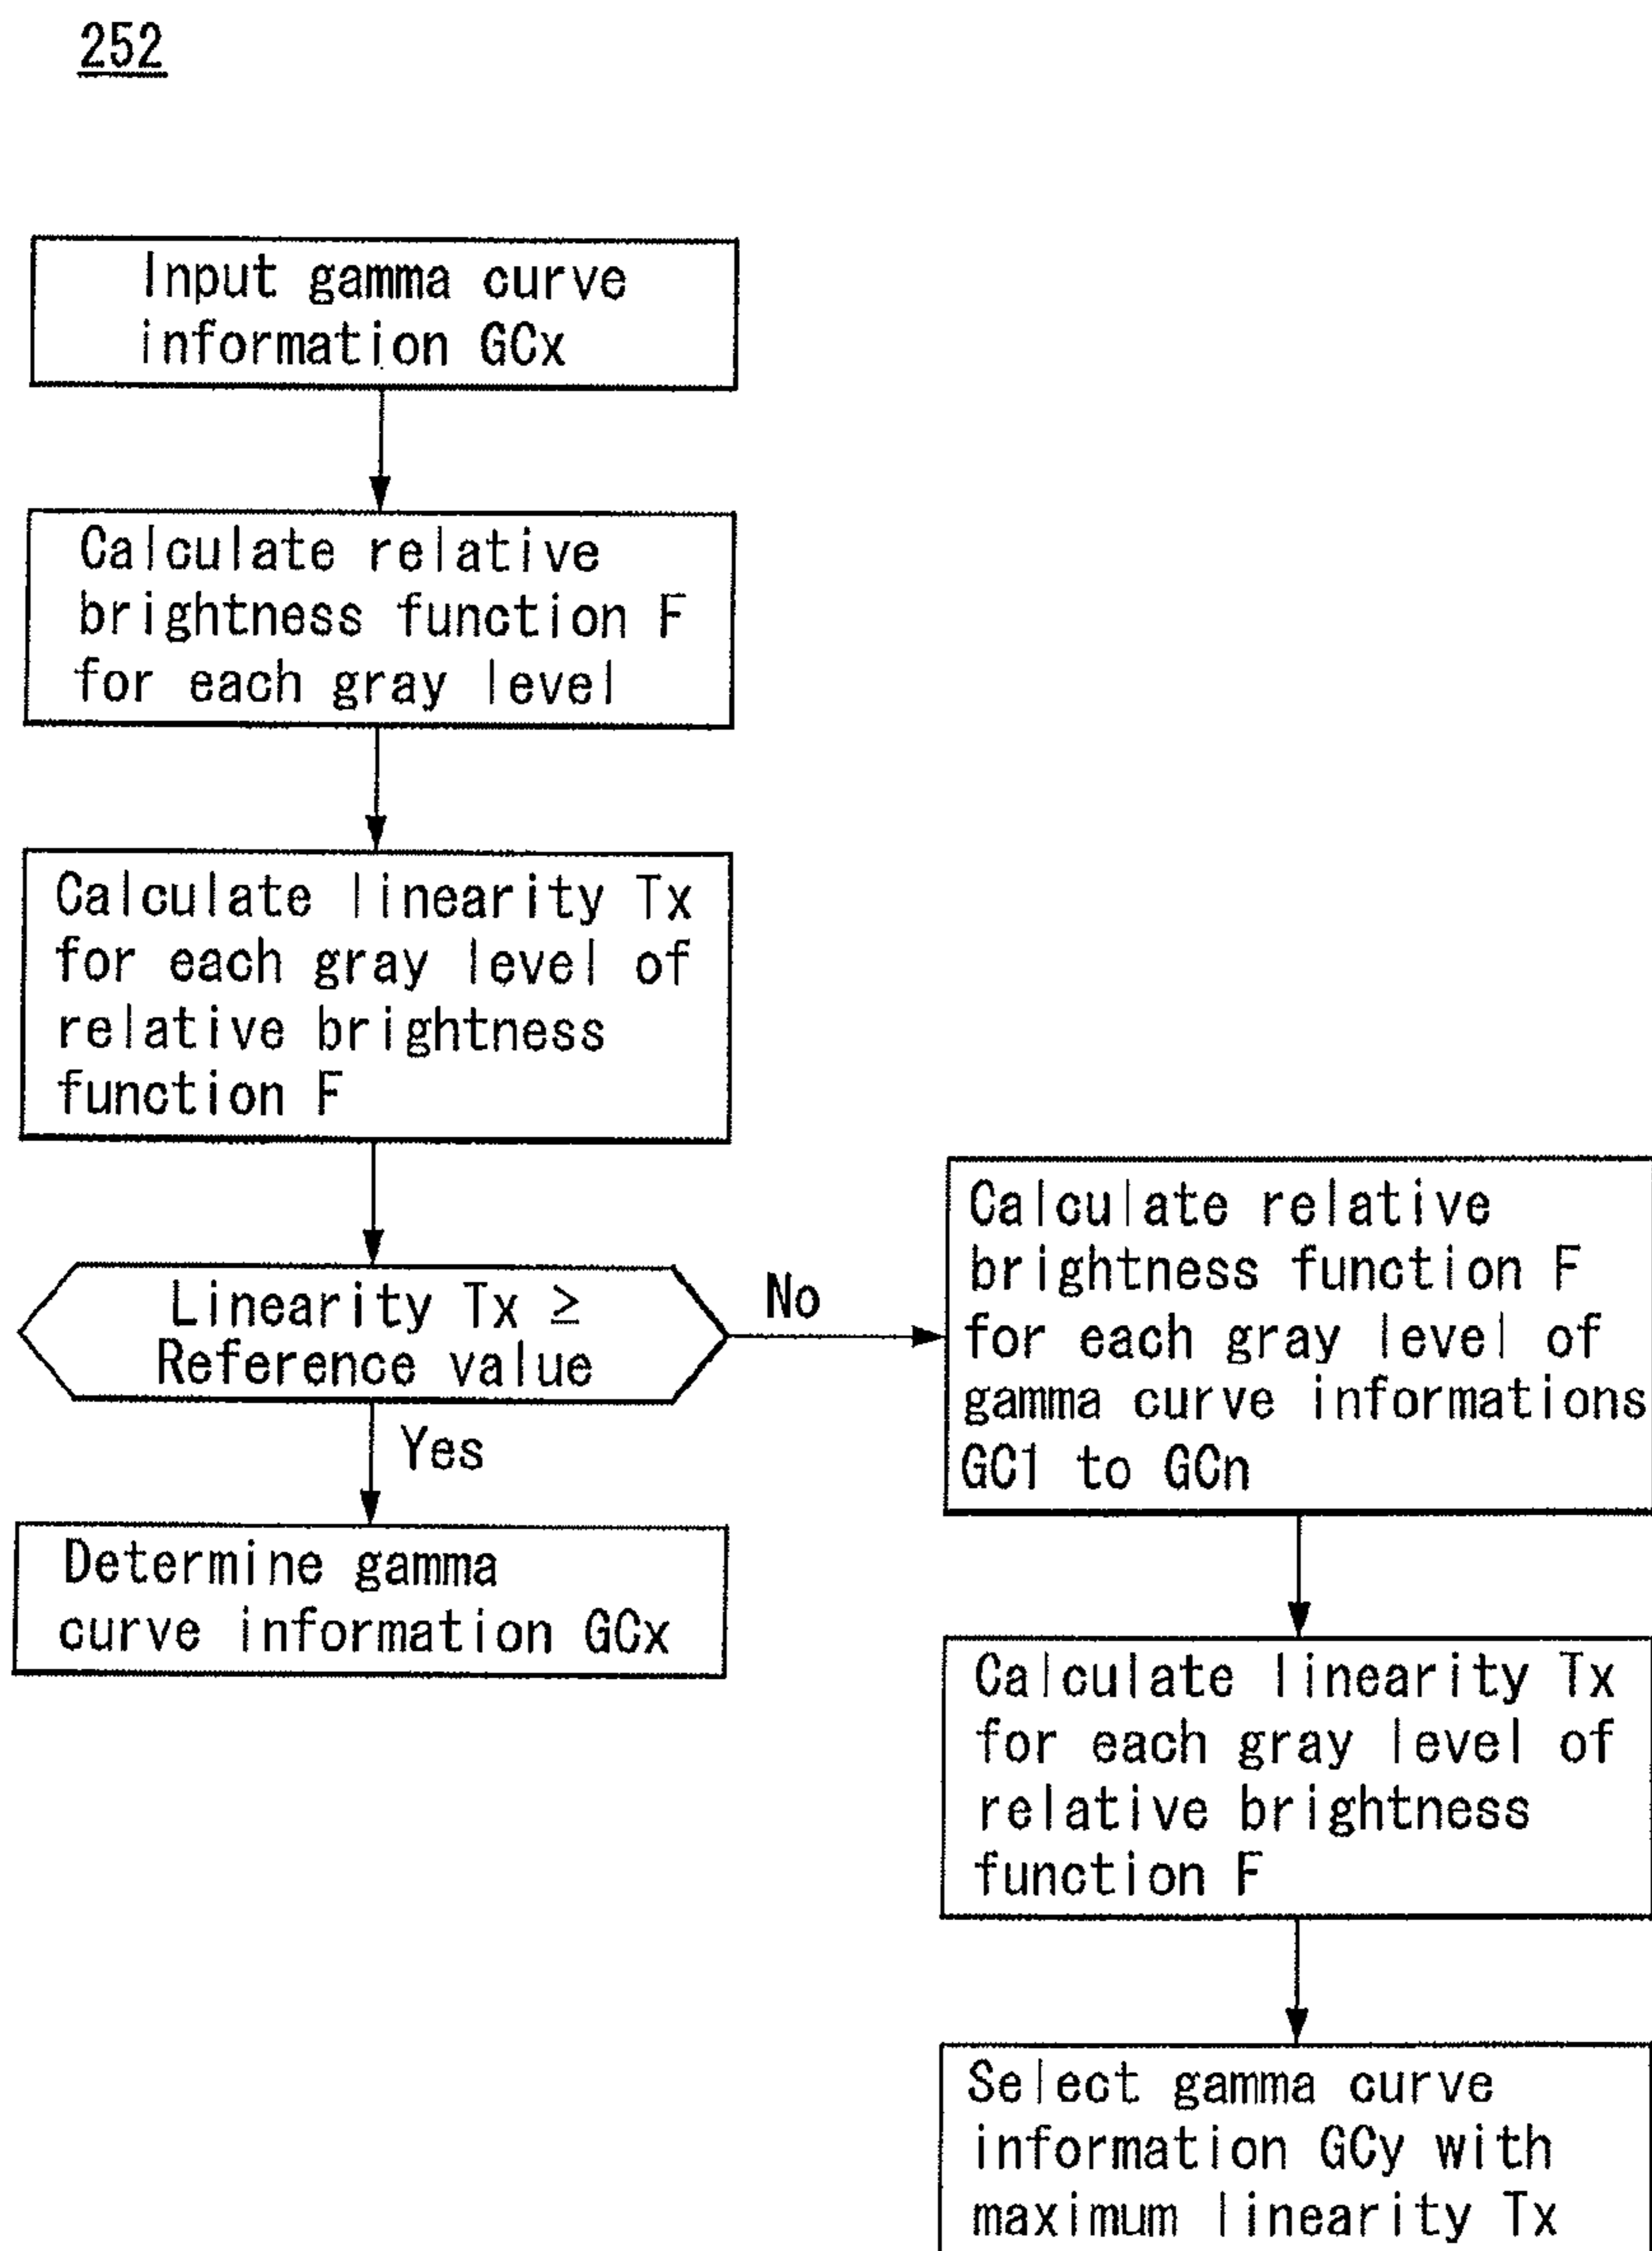 252
Input gamma curve
information GCx
Calculate relative
brightness function F
for each gray level
Calculate linearity Tx
for each gray level of
relative brightness
function F
Linearity Tx ≥
Reference value
No
Yes
Determine gamma
curve information GCx
Calculate relative
brightness function F
for each gray level of
gamma curve informations
GC1 to GCn
Calculate linearity Tx
for each gray level of
relative brightness
function F
Select gamma curve
information GCy with
maximum linearity Tx